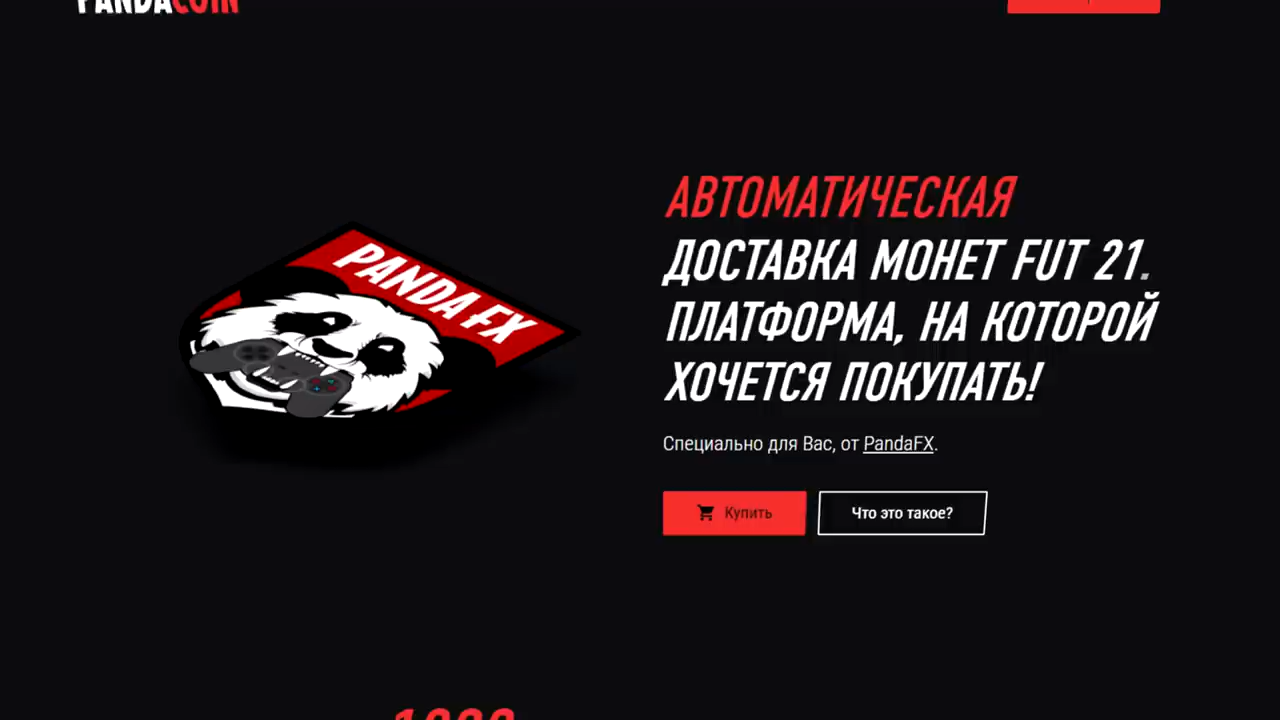 PANDACOIN
PANDA FX
АВТОМАТИЧЕСКАЯ
ДОСТАВКА МОНЕТ FUT 21.
ПЛАТФОРМА, НА КОТОРОЙ
ХОЧЕТСЯ ПОКУПАТЬ!
Специально для Вас, от PandaFX.
Купить
Что это такое?